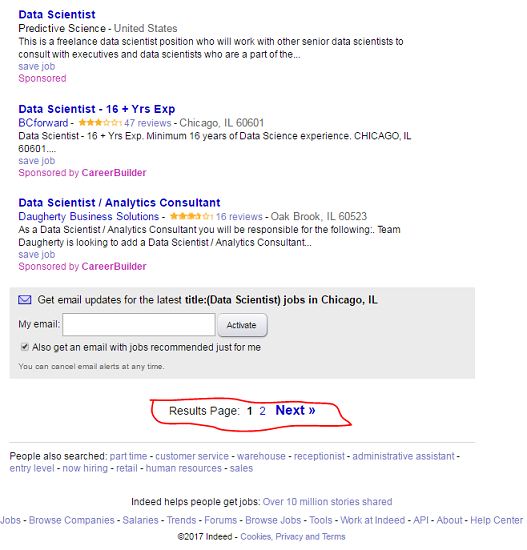 Data Scientist
Predictive Science - United States
This is a freelance data scientist position who will work with other senior data scientists to
consult with executives and data scientists who are a part of the...
save job
Sponsored
Data Scientist - 16 + Yrs Exp
BCforward - 47 reviews - Chicago, IL 60601
Data Scientist - 16 + Yrs Exp. Minimum 16 years of Data Science experience. CHICAGO, IL
60601....
save job
Sponsored by CareerBuilder
Data Scientist / Analytics Consultant
Daugherty Business Solutions - 16 reviews - Oak Brook, IL 60523
As a Data Scientist / Analytics Consultant you will be responsible for the following:. Team
Daugherty is looking to add a Data Scientist / Analytics Consultant...
save job
Sponsored by CareerBuilder
Get email updates for the latest title:(Data Scientist) jobs in Chicago, IL
My email: Activate
Also get an email with jobs recommended just for me
You can cancel email alerts at any time.
Results Page: 1 2 Next »
People also searched: part time - customer service - warehouse - receptionist - administrative assistant -
entry level - now hiring - retail - human resources - sales
Indeed helps people get jobs: Over 10 million stories shared
Jobs - Browse Companies - Salaries - Trends - Forums - Browse Jobs - Tools - Work at Indeed - API - About - Help Center
©2017 Indeed - Cookies, Privacy and Terms